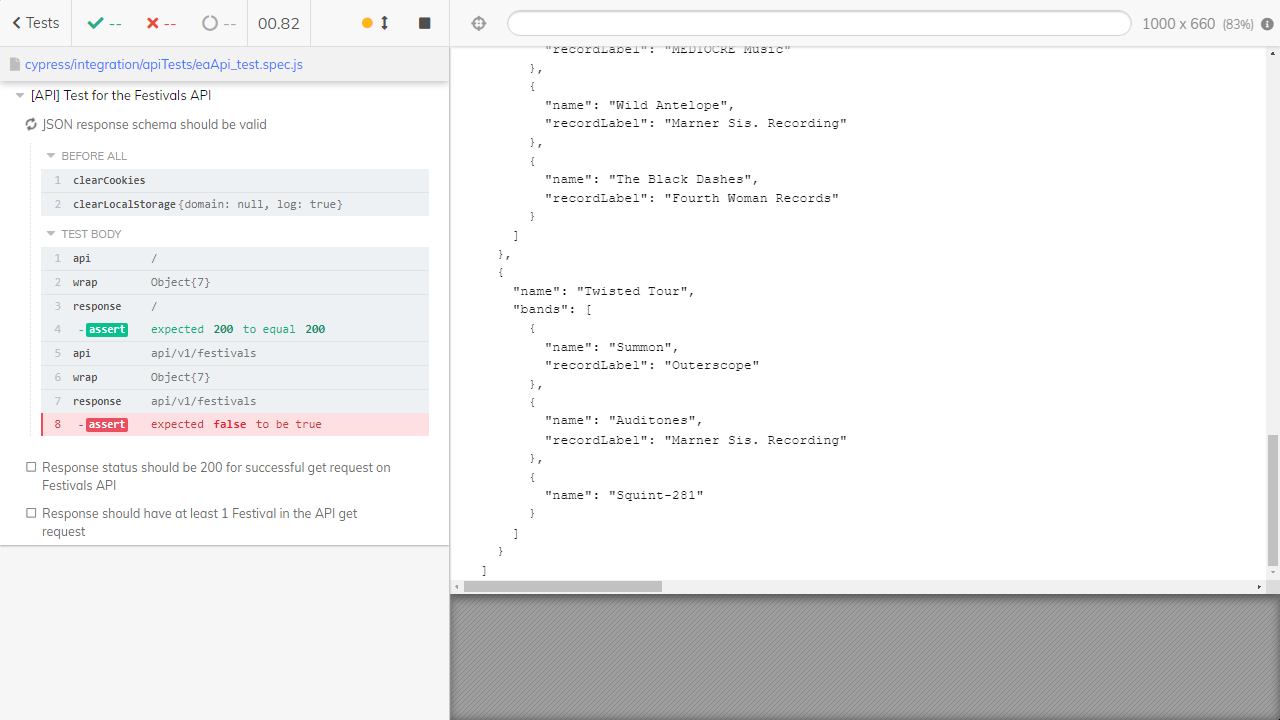 Tests
--
--
--
00.82
1000 x 660 (83%)
cypress/integration/apiTests/eaApi_test.spec.js
[API] Test for the Festivals API
JSON response schema should be valid
BEFORE ALL
1 clearCookies
2 clearLocalStorage {domain: null, log: true}
TEST BODY
1 api /
2 wrap Object{7}
3 response /
4 -assert expected 200 to equal 200
5 api api/v1/festivals
6 wrap Object{7}
7 response api/v1/festivals
8 -assert expected false to be true
Response status should be 200 for successful get request on
Festivals API
Response should have at least 1 Festival in the API get
request
"recordLabel": "MEDIOCRE Music"
},
{
"name": "Wild Antelope",
"recordLabel": "Marner Sis. Recording"
},
{
"name": "The Black Dashes",
"recordLabel": "Fourth Woman Records"
}
]
},
{
"name": "Twisted Tour",
"bands": [
{
"name": "Summon",
"recordLabel": "Outerscope"
},
{
"name": "Auditones",
"recordLabel": "Marner Sis. Recording"
},
{
"name": "Squint-281"
}
]
}
]